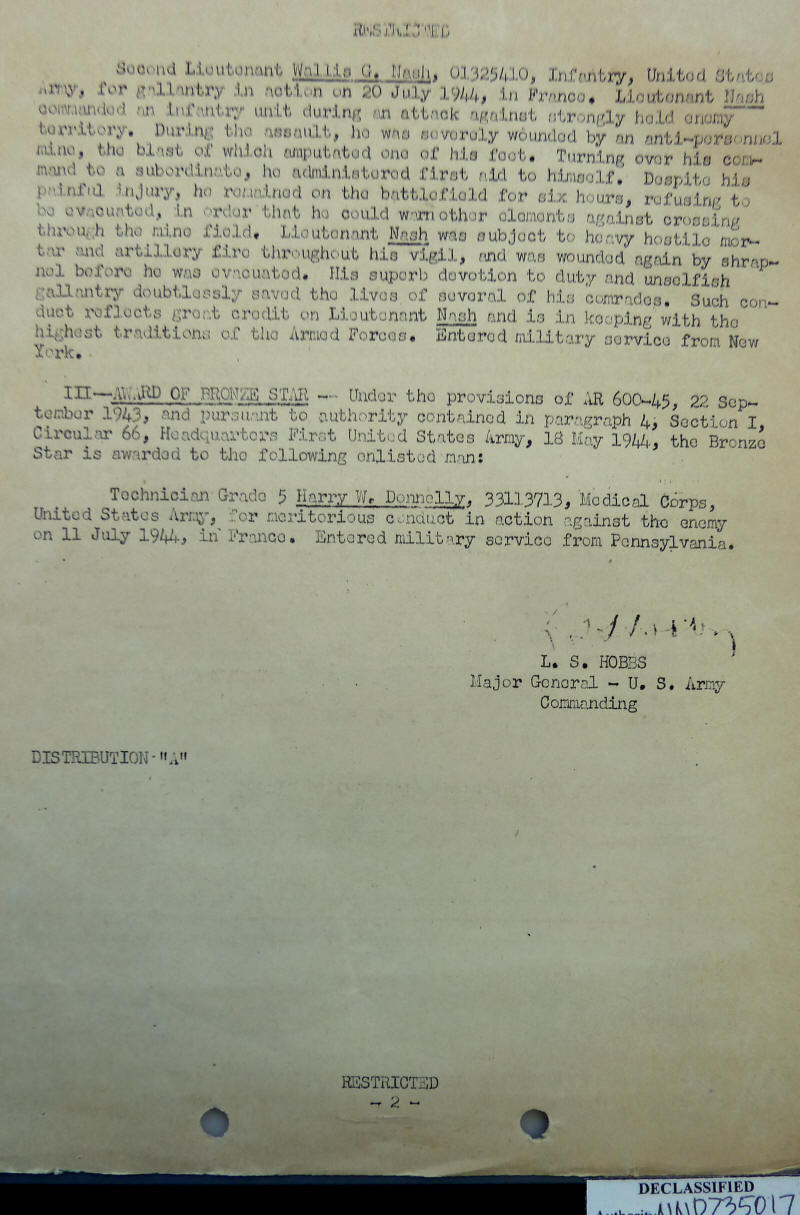 RESTRICTED
Second Lieutenant Wallis G. Nash, 01325410, Infantry, United States
Army, for gallantry in action on 20 July 1944, in France. Lieutenant Nash
commanded an infantry unit during an attack against strongly held enemy
territory. During the assault, he was severely wounded by an anti-personnel
mine, the blast of which amputated one of his feet. Turning over his com-
mand to a subordinate, he administered first aid to himself. Despite his
painful injury, he remained on the battlefield for six hours, refusing to
be evacuated, in order that he could warn other elements against crossing
through the mine field. Lieutenant Nash was subject to heavy hostile mor-
tar and artillery fire throughout his vigil, and was wounded again by shrap-
nel before he was evacuated. His superb devotion to duty and unselfish
gallantry doubtlessly saved the lives of several of his comrades. Such con-
duct reflects great credit on Lieutenant Nash and is in keeping with the
highest traditions of the Armed Forces. Entered military service from New
York.
III--AWARD OF BRONZE STAR -- Under the provisions of AR 600-45, 22 Sep-
tember 1943, and pursuant to authority contained in paragraph 4, Section I,
Circular 66, Headquarters First United States Army, 18 May 1944, the Bronze
Star is awarded to the following enlisted man:
Technician Grade 5 Harry W. Donnelly, 33113713, Medical Corps,
United States Army, for meritorious conduct in action against the enemy
on 11 July 1944, in France. Entered military service from Pennsylvania.
L. S. HOBBS
Major General - U. S. Army
Commanding
DISTRIBUTION-"A"
RESTRICTED
- 2 -
DECLASSIFIED
Authority NND735017